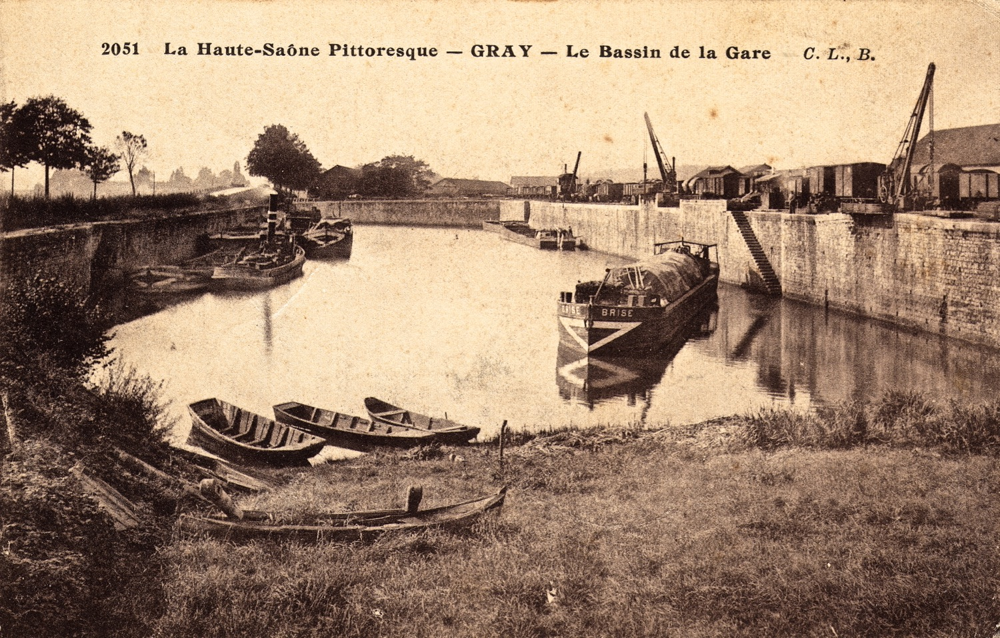 2051 La Haute-Saône Pittoresque — GRAY — Le Bassin de la Gare C. L., B.
BRISE BRISE